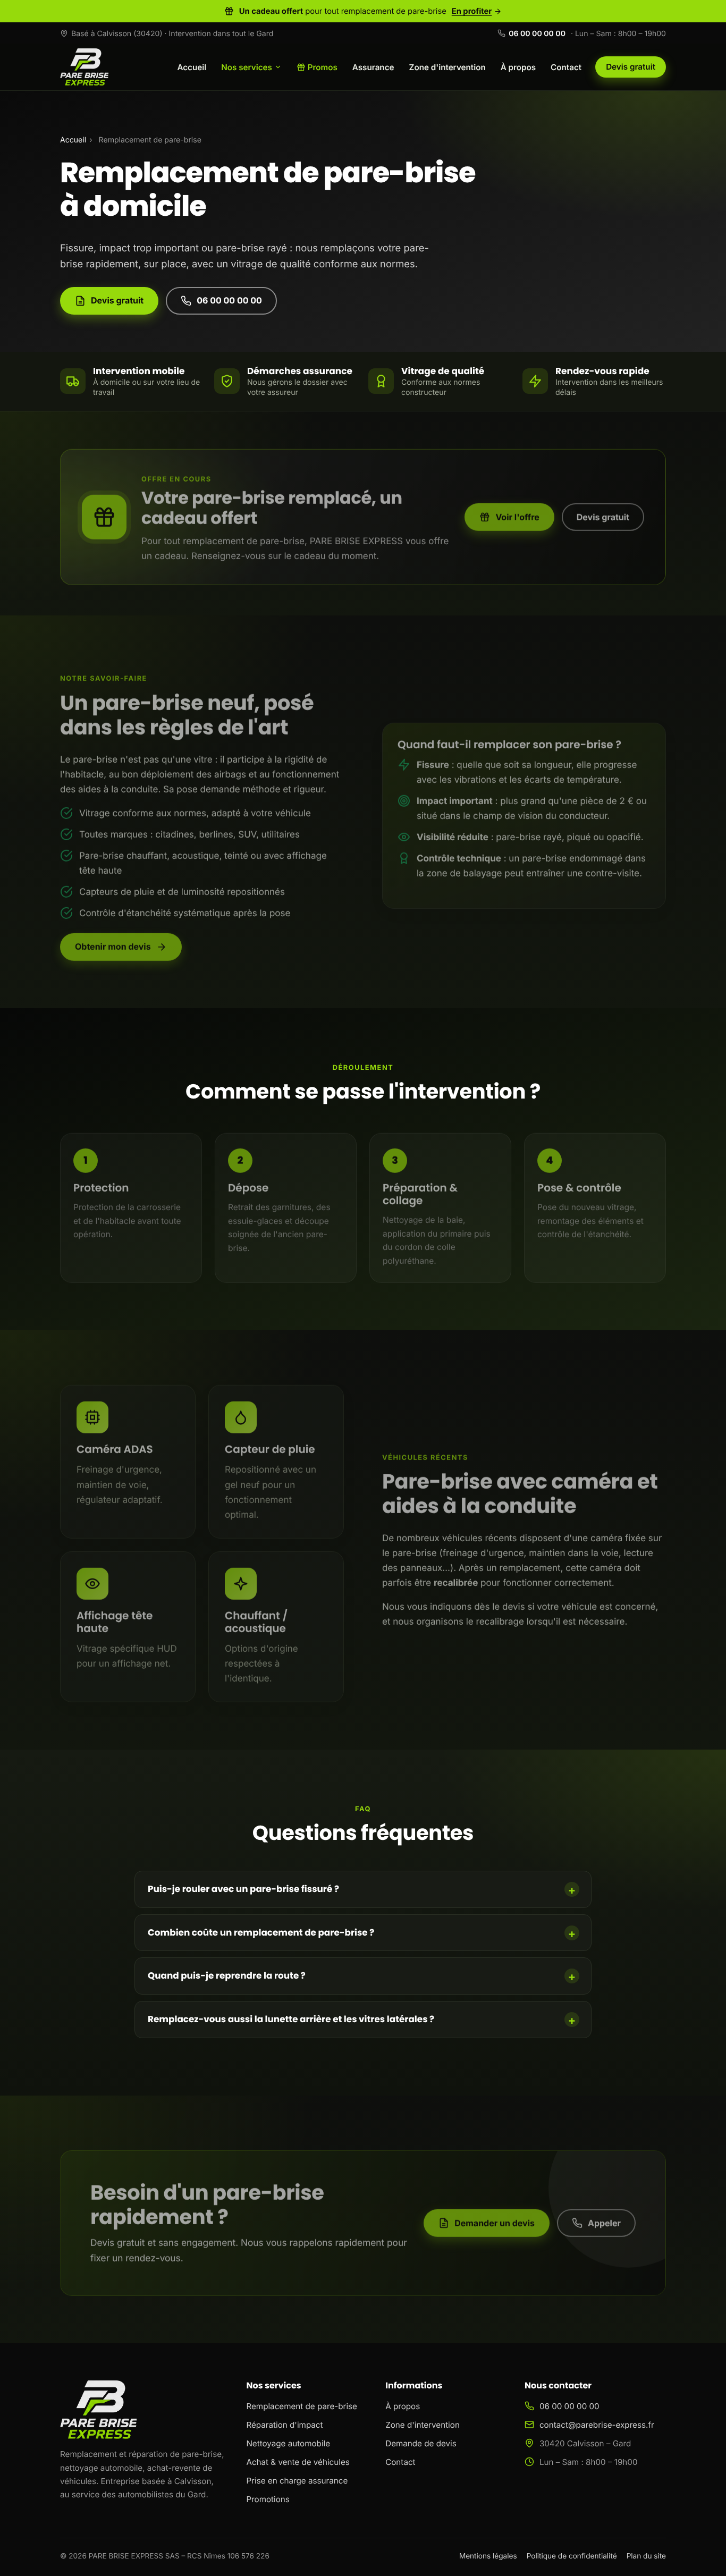 Un cadeau offert pour tout remplacement de pare-brise En profiter →
Basé à Calvisson (30420) · Intervention dans tout le Gard
06 00 00 00 00 · Lun – Sam : 8h00 – 19h00
PARE BRISE
EXPRESS
Accueil
Nos services
Promos
Assurance
Zone d'intervention
À propos
Contact
Devis gratuit
Accueil › Remplacement de pare-brise
Remplacement de pare-brise
à domicile
Fissure, impact trop important ou pare-brise rayé : nous remplaçons votre pare-
brise rapidement, sur place, avec un vitrage de qualité conforme aux normes.
Devis gratuit
06 00 00 00 00
Intervention mobile
À domicile ou sur votre lieu de
travail
Démarches assurance
Nous gérons le dossier avec
votre assureur
Vitrage de qualité
Conforme aux normes
constructeur
Rendez-vous rapide
Intervention dans les meilleurs
délais
OFFRE EN COURS
Votre pare-brise remplacé, un
cadeau offert
Pour tout remplacement de pare-brise, PARE BRISE EXPRESS vous offre
un cadeau. Renseignez-vous sur le cadeau du moment.
Voir l'offre
Devis gratuit
NOTRE SAVOIR-FAIRE
Un pare-brise neuf, posé
dans les règles de l'art
Le pare-brise n'est pas qu'une vitre : il participe à la rigidité de
l'habitacle, au bon déploiement des airbags et au fonctionnement
des aides à la conduite. Sa pose demande méthode et rigueur.
Vitrage conforme aux normes, adapté à votre véhicule
Toutes marques : citadines, berlines, SUV, utilitaires
Pare-brise chauffant, acoustique, teinté ou avec affichage
tête haute
Capteurs de pluie et de luminosité repositionnés
Contrôle d'étanchéité systématique après la pose
Obtenir mon devis →
Quand faut-il remplacer son pare-brise ?
Fissure : quelle que soit sa longueur, elle progresse
avec les vibrations et les écarts de température.
Impact important : plus grand qu'une pièce de 2 € ou
situé dans le champ de vision du conducteur.
Visibilité réduite : pare-brise rayé, piqué ou opacifié.
Contrôle technique : un pare-brise endommagé dans
la zone de balayage peut entraîner une contre-visite.
DÉROULEMENT
Comment se passe l'intervention ?
1
Protection
Protection de la carrosserie
et de l'habitacle avant toute
opération.
2
Dépose
Retrait des garnitures, des
essuie-glaces et découpe
soignée de l'ancien pare-
brise.
3
Préparation &
collage
Nettoyage de la baie,
application du primaire puis
du cordon de colle
polyuréthane.
4
Pose & contrôle
Pose du nouveau vitrage,
remontage des éléments et
contrôle de l'étanchéité.
Caméra ADAS
Freinage d'urgence,
maintien de voie,
régulateur adaptatif.
Capteur de pluie
Repositionné avec un
gel neuf pour un
fonctionnement
optimal.
Affichage tête
haute
Vitrage spécifique HUD
pour un affichage net.
Chauffant /
acoustique
Options d'origine
respectées à
l'identique.
VÉHICULES RÉCENTS
Pare-brise avec caméra et
aides à la conduite
De nombreux véhicules récents disposent d'une caméra fixée sur
le pare-brise (freinage d'urgence, maintien dans la voie, lecture
des panneaux…). Après un remplacement, cette caméra doit
parfois être recalibrée pour fonctionner correctement.
Nous vous indiquons dès le devis si votre véhicule est concerné,
et nous organisons le recalibrage lorsqu'il est nécessaire.
FAQ
Questions fréquentes
Puis-je rouler avec un pare-brise fissuré ? +
Combien coûte un remplacement de pare-brise ? +
Quand puis-je reprendre la route ? +
Remplacez-vous aussi la lunette arrière et les vitres latérales ? +
Besoin d'un pare-brise
rapidement ?
Devis gratuit et sans engagement. Nous vous rappelons rapidement pour
fixer un rendez-vous.
Demander un devis
Appeler
PARE BRISE
EXPRESS
Remplacement et réparation de pare-brise,
nettoyage automobile, achat-revente de
véhicules. Entreprise basée à Calvisson,
au service des automobilistes du Gard.
Nos services
Remplacement de pare-brise
Réparation d'impact
Nettoyage automobile
Achat & vente de véhicules
Prise en charge assurance
Promotions
Informations
À propos
Zone d'intervention
Demande de devis
Contact
Nous contacter
06 00 00 00 00
contact@parebrise-express.fr
30420 Calvisson – Gard
Lun – Sam : 8h00 – 19h00
© 2026 PARE BRISE EXPRESS SAS – RCS Nîmes 106 576 226
Mentions légales
Politique de confidentialité
Plan du site